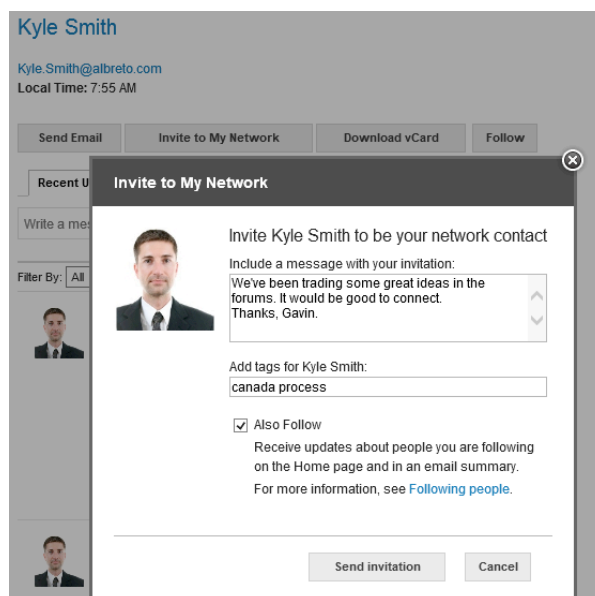 Kyle Smith
Kyle.Smith@albreto.com
Local Time: 7:55 AM
Send Email Invite to My Network Download vCard Follow
Recent U
Invite to My Network
Write a mes
Invite Kyle Smith to be your network contact
Include a message with your invitation:
Filter By: All
We've been trading some great ideas in the
forums. It would be good to connect.
Thanks, Gavin.
Add tags for Kyle Smith:
canada process
Also Follow
Receive updates about people you are following
on the Home page and in an email summary.
For more information, see Following people.
Send invitation Cancel